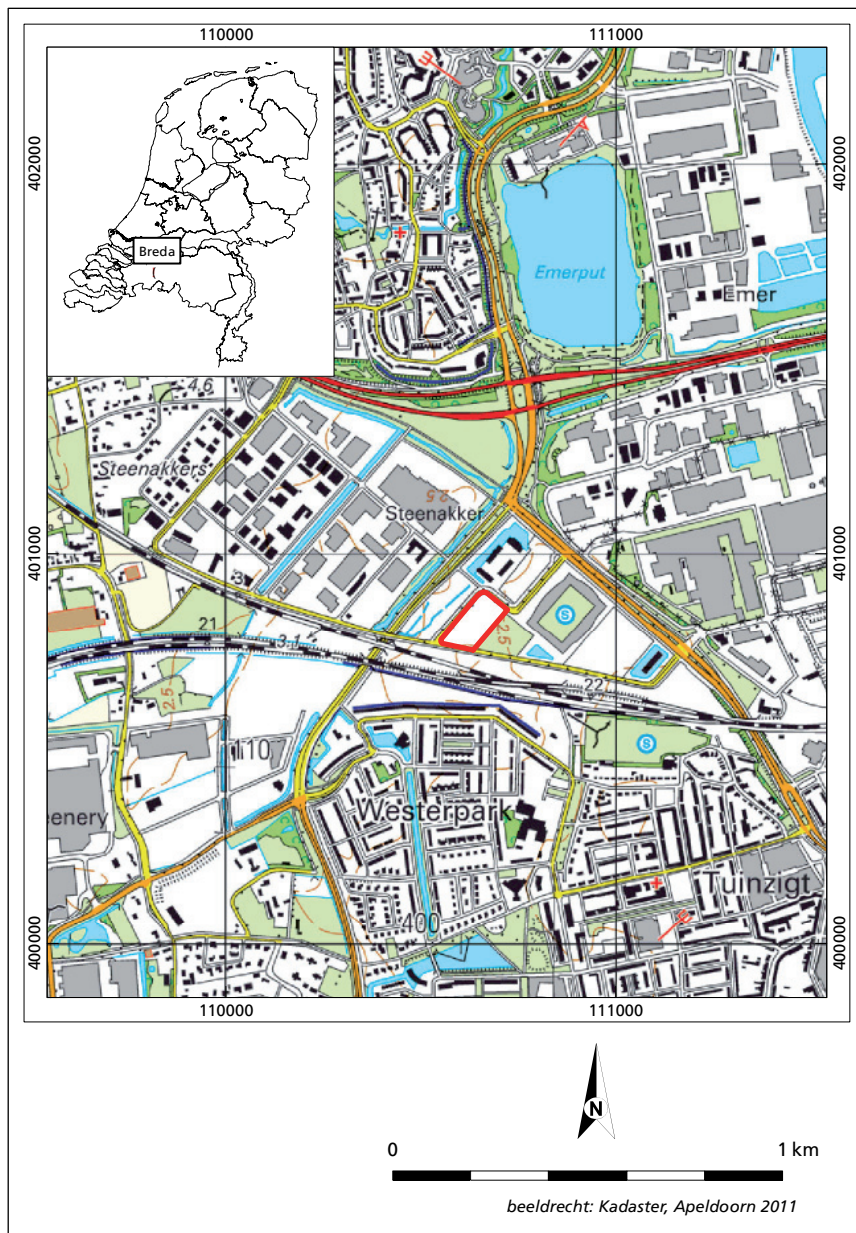 110000
111000
402000
402000
Breda
Emerput
Emer
4.6
Steenakkers
2.5
Steenakker
401000
401000
3
S
21
3.1
2.5
22
2.5
S
110
eenery
Westerpark
Tuinzigt
400
400000
400000
110000
111000
N
0
1 km
beeldrecht: Kadaster, Apeldoorn 2011